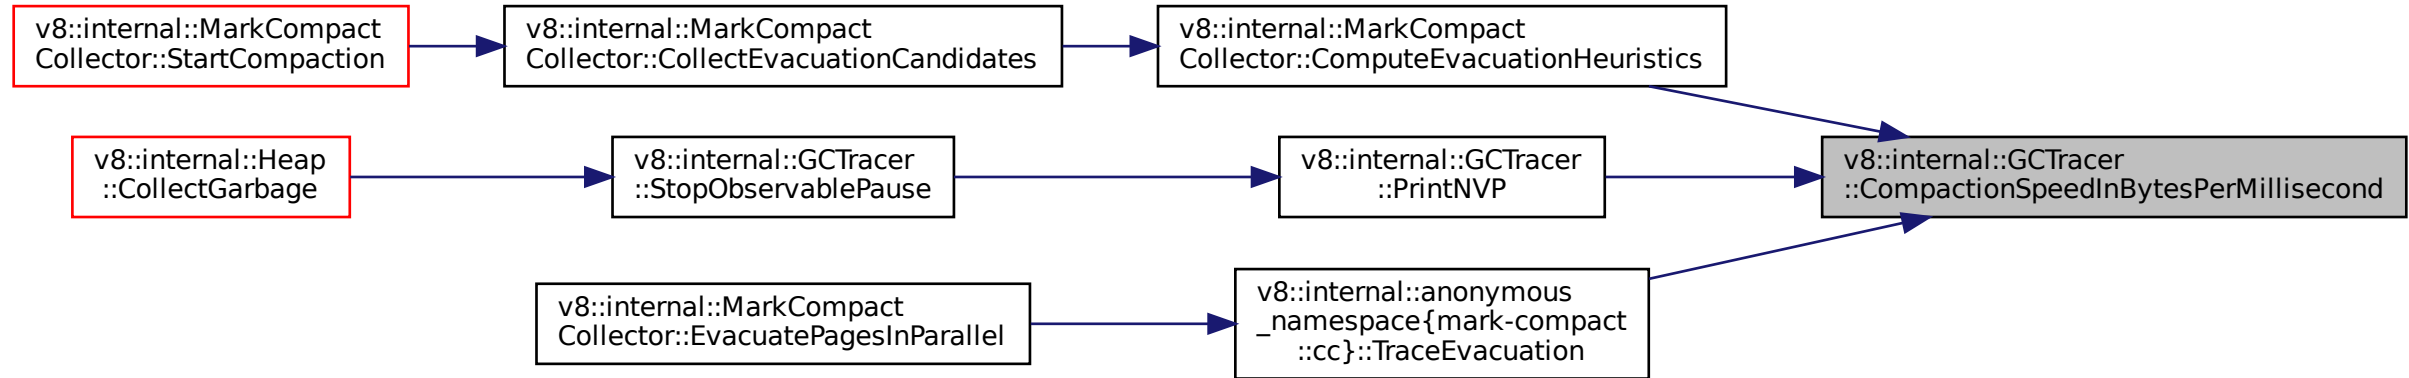 v8::internal::MarkCompact
Collector::StartCompaction
v8::internal::MarkCompact
Collector::CollectEvacuationCandidates
v8::internal::MarkCompact
Collector::ComputeEvacuationHeuristics
v8::internal::Heap
::CollectGarbage
v8::internal::GCTracer
::StopObservablePause
v8::internal::GCTracer
::PrintNVP
v8::internal::GCTracer
::CompactionSpeedInBytesPerMillisecond
v8::internal::MarkCompact
Collector::EvacuatePagesInParallel
v8::internal::anonymous
_namespace{mark-compact
::cc}::TraceEvacuation